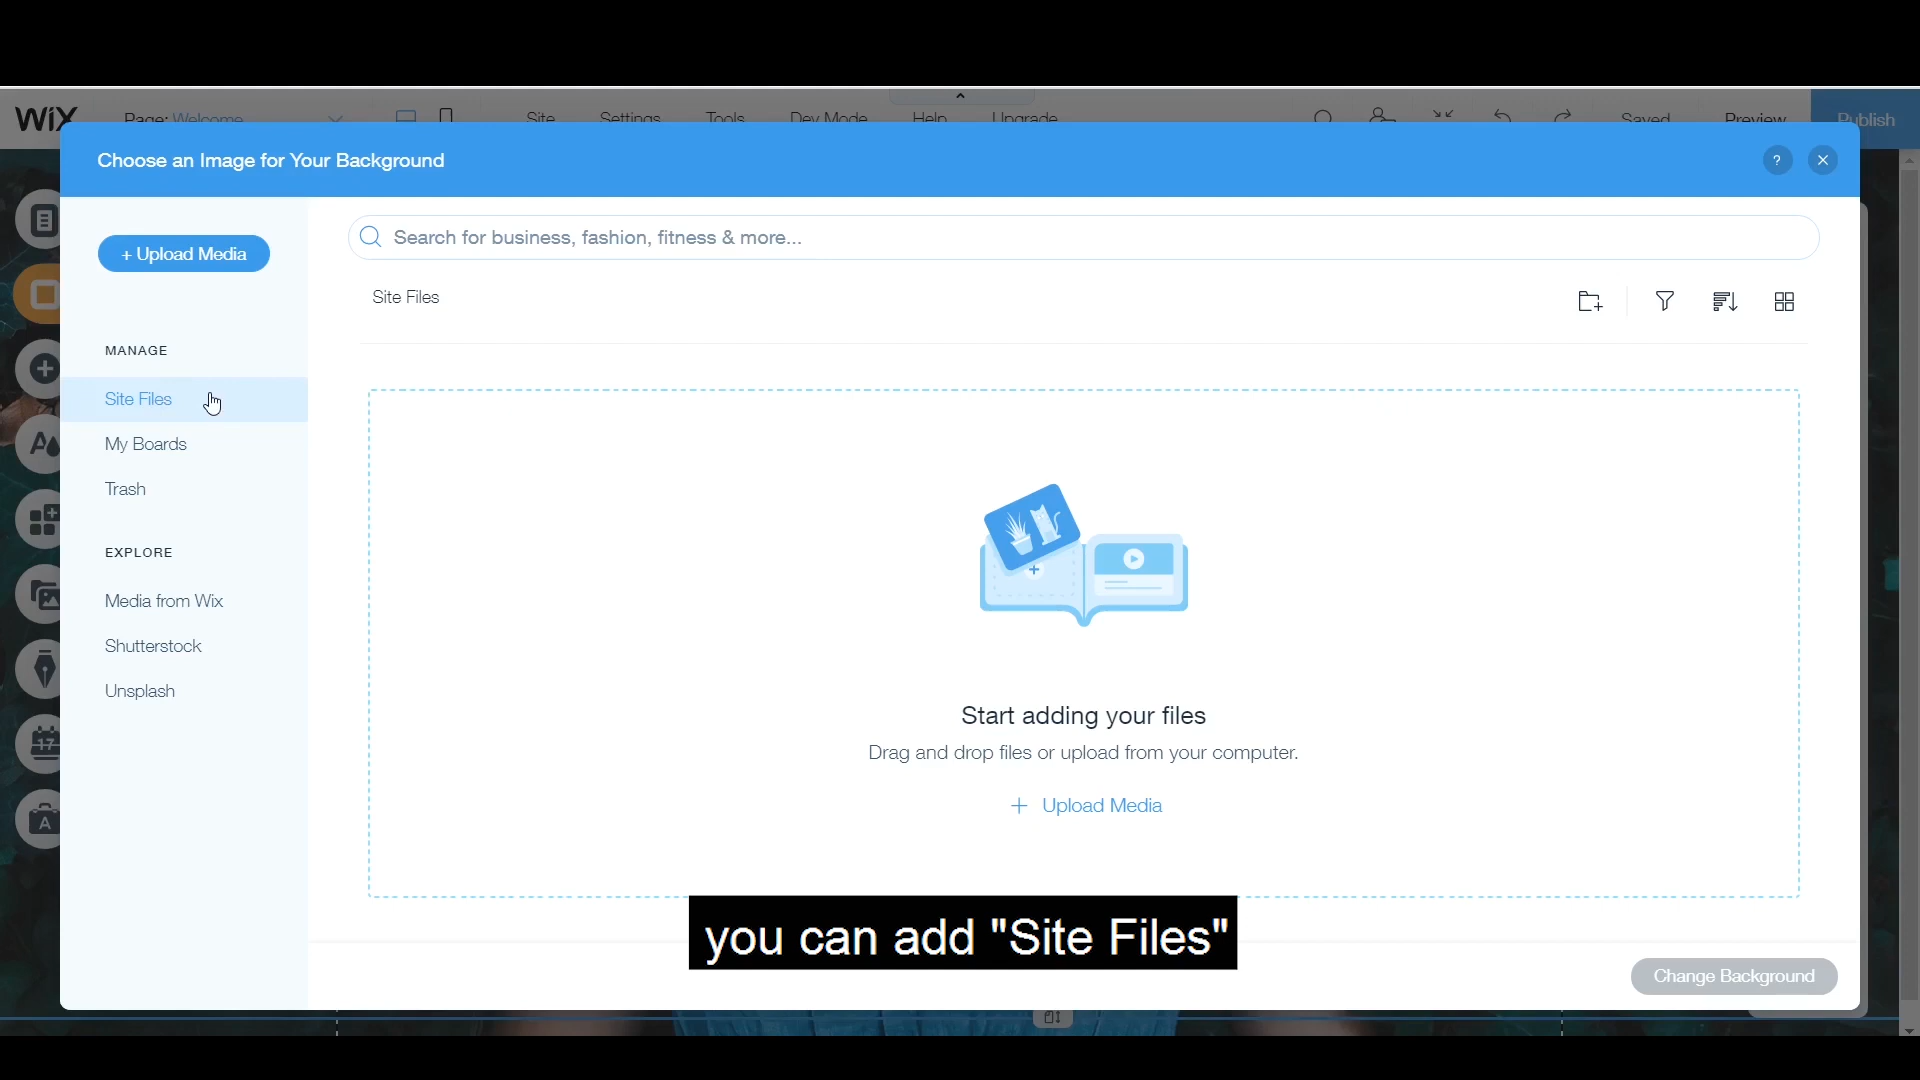 WiX Page: Welcome Site Settings Tools Dev Mode Help Upgrade Saved Preview Publish
Choose an Image for Your Background ?
+ Upload Media
Search for business, fashion, fitness & more...
Site Files
MANAGE
Site Files
My Boards
Trash
EXPLORE
Media from Wix
Shutterstock
Unsplash
17
A
Start adding your files
Drag and drop files or upload from your computer.
+ Upload Media
you can add "Site Files"
Change Background